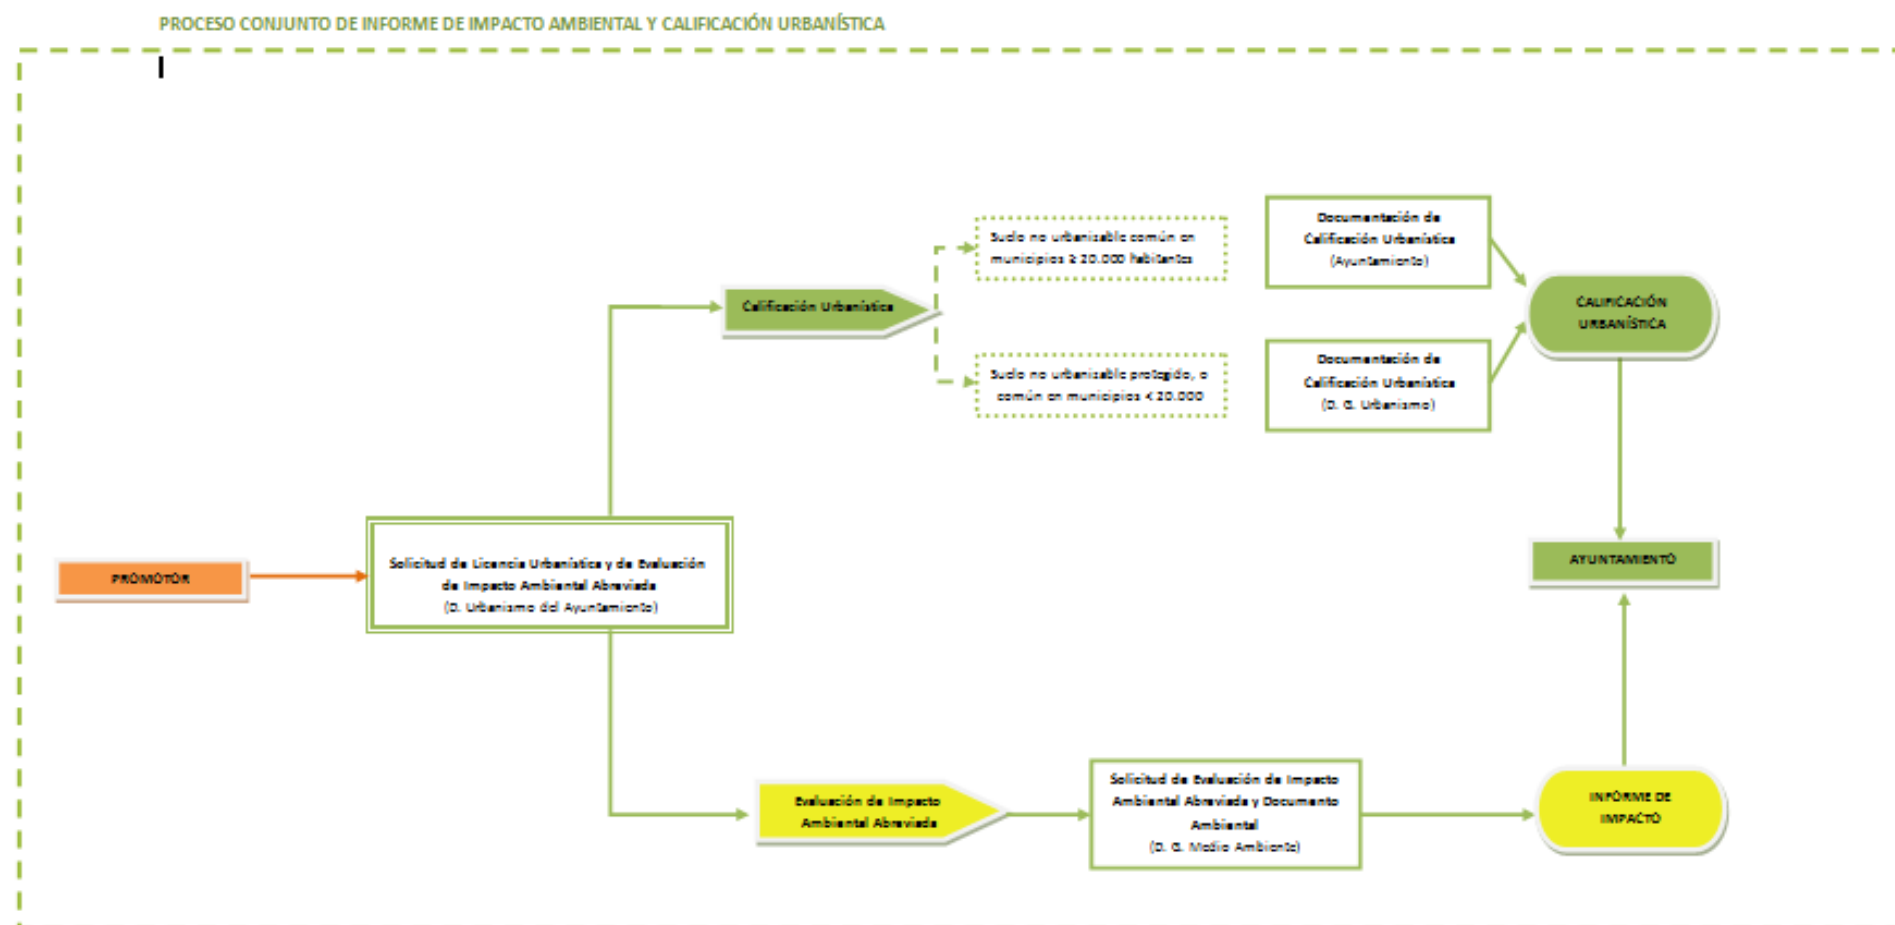 PROCESO CONJUNTO DE INFORME DE IMPACTO AMBIENTAL Y CALIFICACIÓN URBANÍSTICA
Suelo no urbanizable común en
municipios ≥ 20.000 habitantes
Documentación de
Calificación Urbanística
(Ayuntamiento)
Calificación Urbanística
CALIFICACIÓN
URBANÍSTICA
Suelo no urbanizable protegido, o
común en municipios < 20.000
Documentación de
Calificación Urbanística
(D. G. Urbanismo)
PROMOTOR
Solicitud de Licencia Urbanística y de Evaluación
de Impacto Ambiental Abreviada
(D. Urbanismo del Ayuntamiento)
AYUNTAMIENTO
Evaluación de Impacto
Ambiental Abreviada
Solicitud de Evaluación de Impacto
Ambiental Abreviada y Documento
Ambiental
(D. G. Medio Ambiente)
INFORME DE
IMPACTO